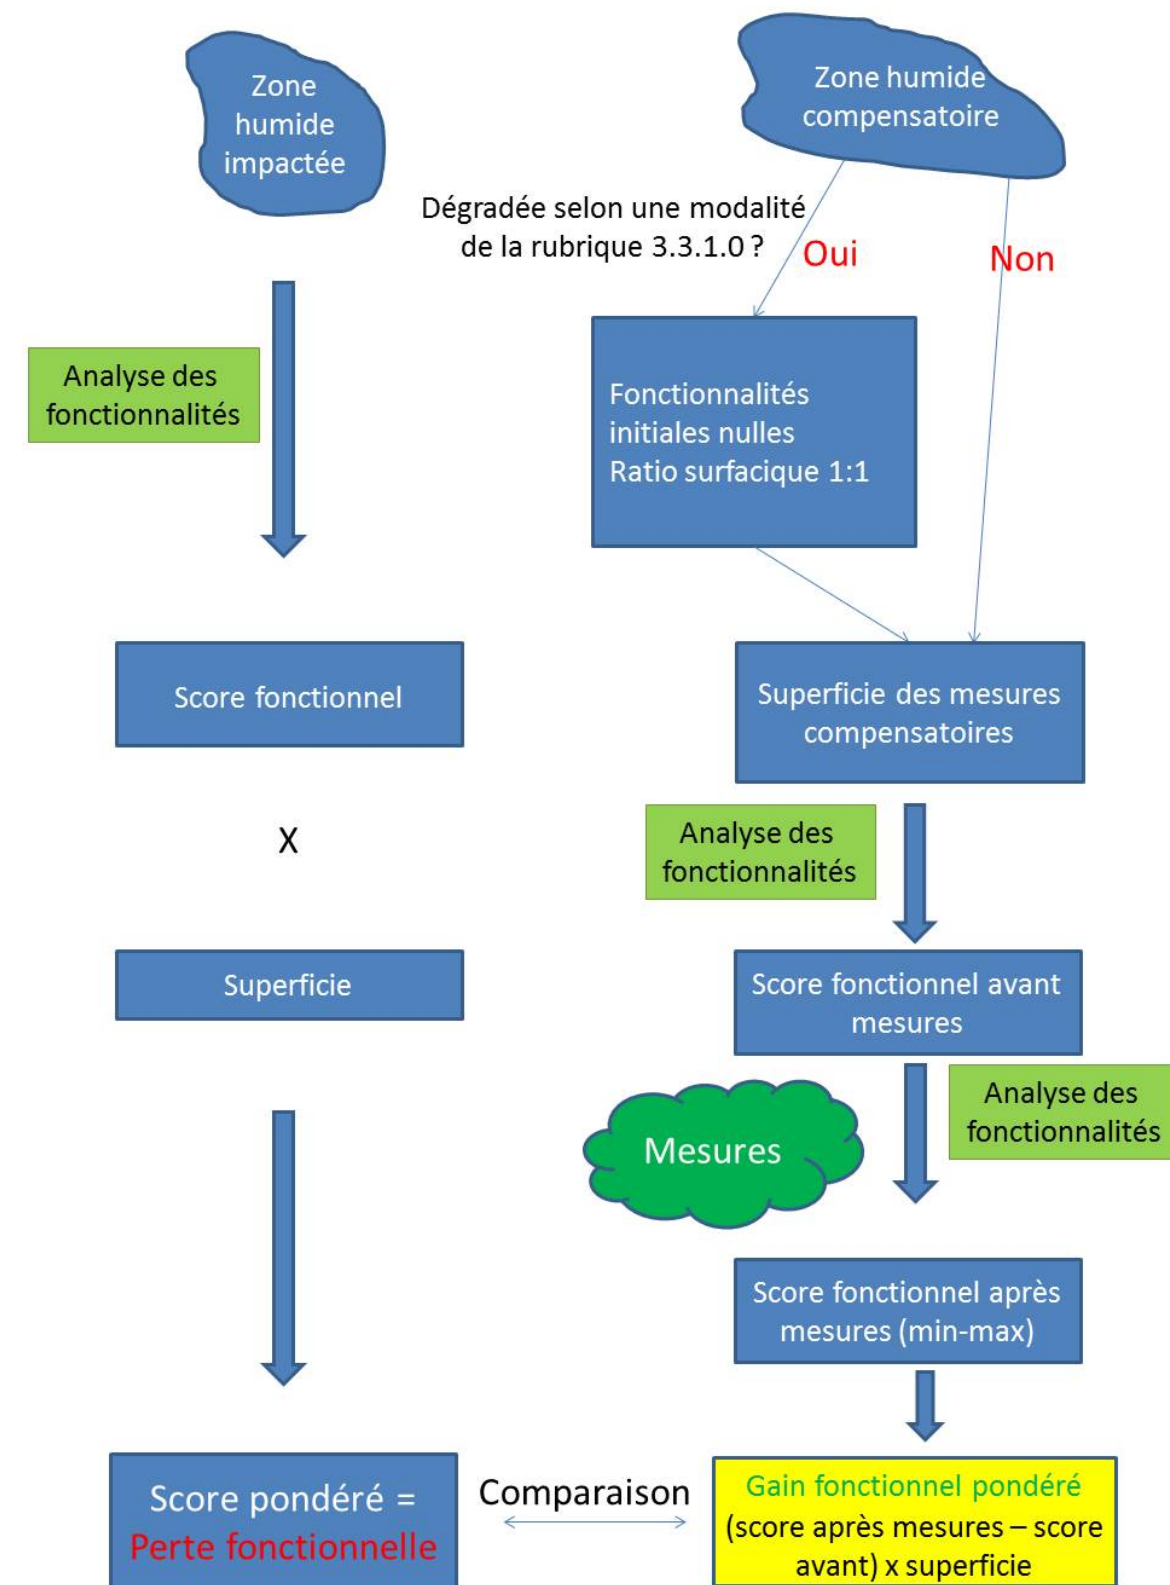 Zone
humide
impactée
Zone humide
compensatoire
Dégradée selon une modalité
de la rubrique 3.3.1.0 ?
Oui
Non
Analyse des
fonctionnalités
Fonctionnalités
initiales nulles
Ratio surfacique 1:1
Score fonctionnel
Superficie des mesures
compensatoires
X
Analyse des
fonctionnalités
Superficie
Score fonctionnel avant
mesures
Analyse des
fonctionnalités
Mesures
Score fonctionnel après
mesures (min-max)
Score pondéré =
Perte fonctionnelle
Comparaison
Gain fonctionnel pondéré
(score après mesures – score
avant) x superficie